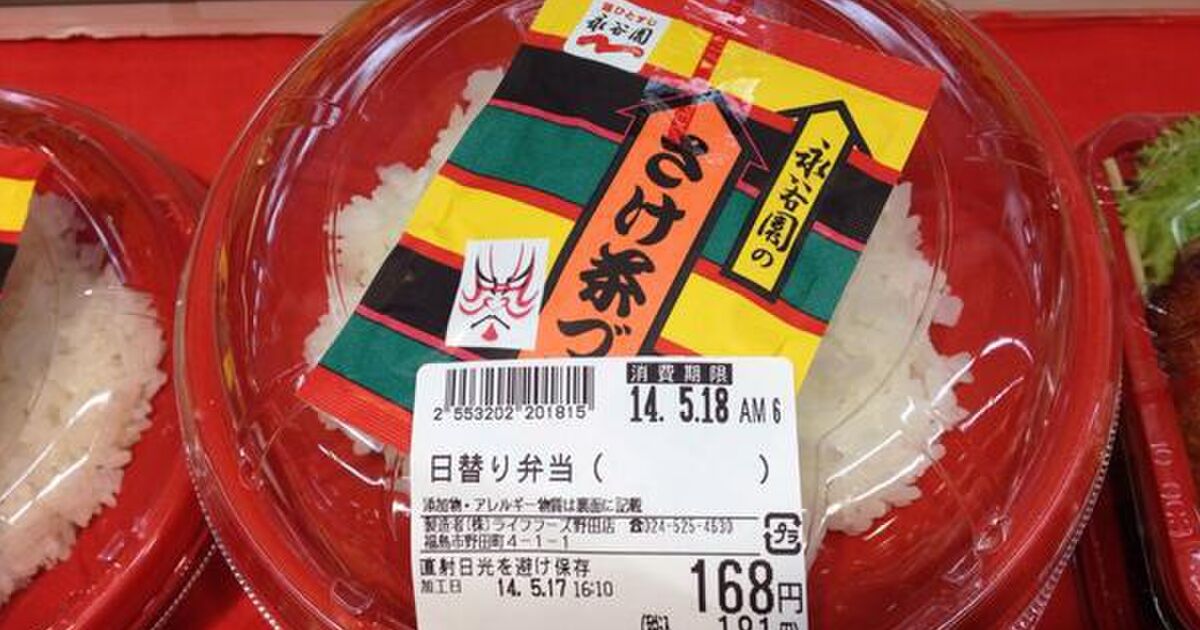 味ひとすじ
永谷園
永谷園の
さけ茶づ
2 553202 201815
消費期限
14. 5.18 AM 6
日替り弁当 ( )
添加物・アレルギー物質は裏面に記載
製造者(株)ライフフーズ野田店 ☎024-525-4630
福島市野田町4-1-1
プラ
直射日光を避け保存
加工日 14. 5.17 16:10
168円
181